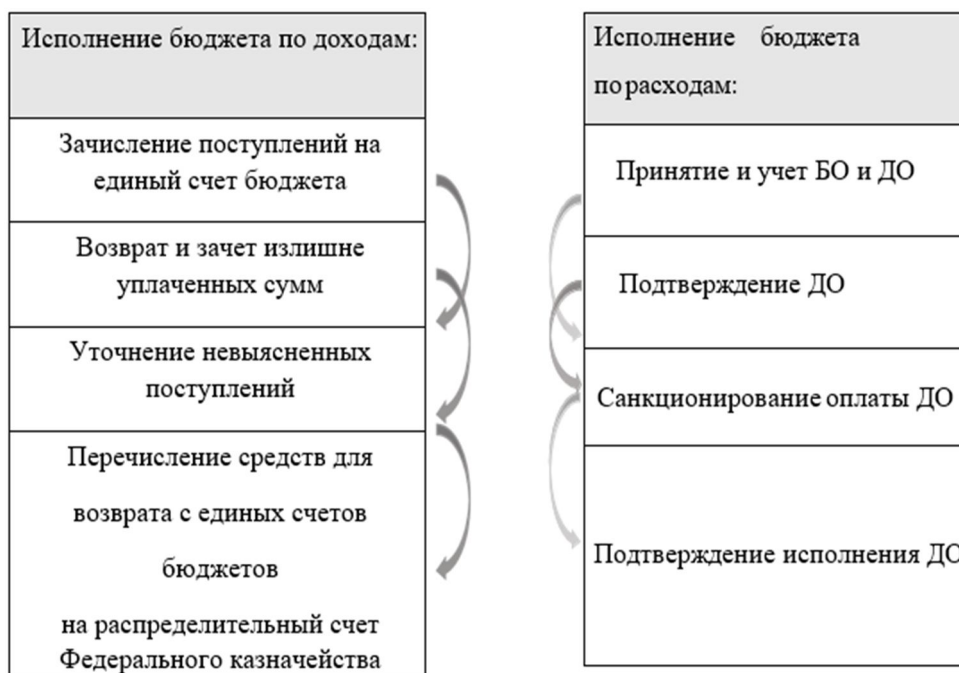 Исполнение бюджета по доходам:
Зачисление поступлений на
единый счет бюджета
Возврат и зачет излишне
уплаченных сумм
Уточнение невыясненных
поступлений
Перечисление средств для
возврата с единых счетов
бюджетов
на распределительный счет
Федерального казначейства
Исполнение бюджета
по расходам:
Принятие и учет БО и ДО
Подтверждение ДО
Санкционирование оплаты ДО
Подтверждение исполнения ДО